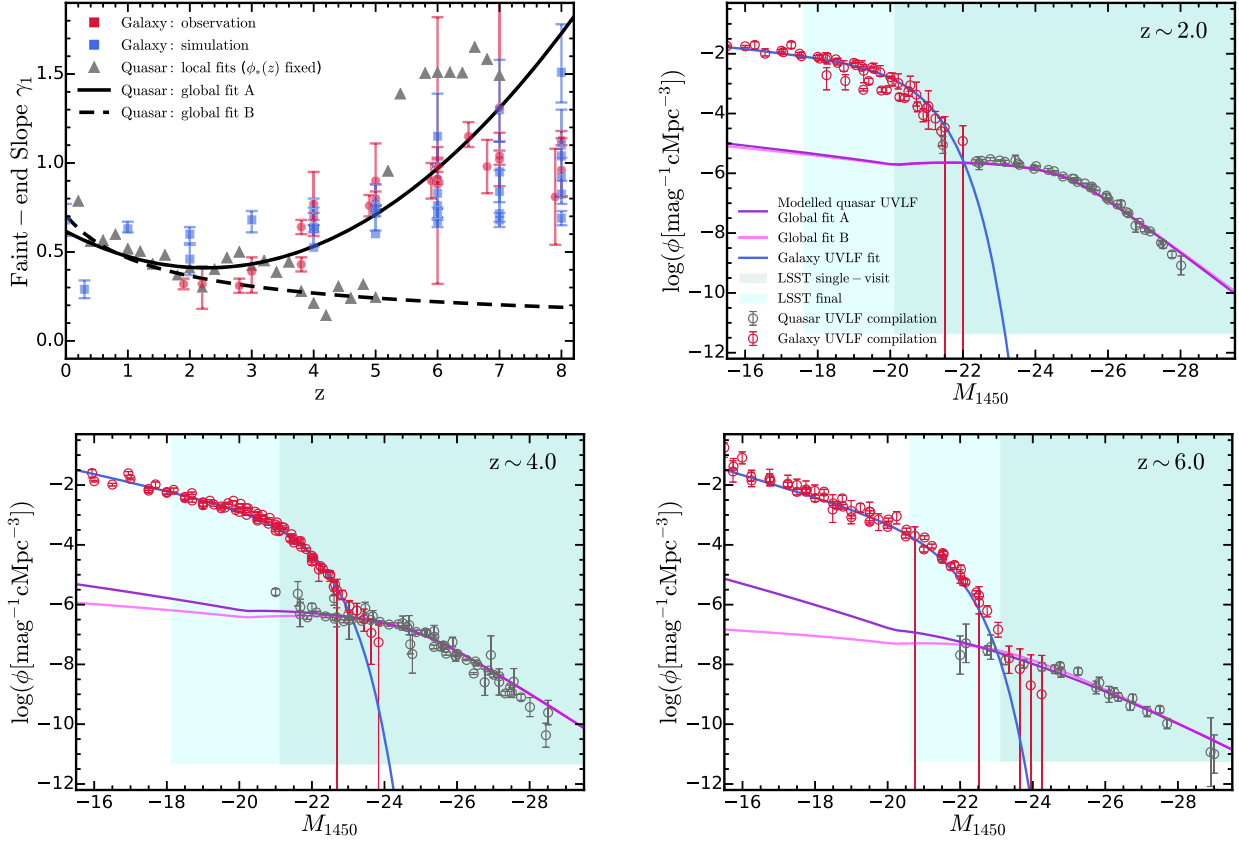 Galaxy: observation
Galaxy: simulation
Quasar: local fits (ϕ*(z) fixed)
Quasar: global fit A
Quasar: global fit B
Faint − end Slope γ1
0.0
0.5
1.0
1.5
0 1 2 3 4 5 6 7 8
z
z ∼ 2.0
log(ϕ[mag−1cMpc−3])
−2
−4
−6
−8
−10
−12
Modelled quasar UVLF
Global fit A
Global fit B
Galaxy UVLF fit
LSST single − visit
LSST final
Quasar UVLF compilation
Galaxy UVLF compilation
−16 −18 −20 −22 −24 −26 −28
M1450
z ∼ 4.0
log(ϕ[mag−1cMpc−3])
−2
−4
−6
−8
−10
−12
−16 −18 −20 −22 −24 −26 −28
M1450
z ∼ 6.0
log(ϕ[mag−1cMpc−3])
−2
−4
−6
−8
−10
−12
−16 −18 −20 −22 −24 −26 −28
M1450